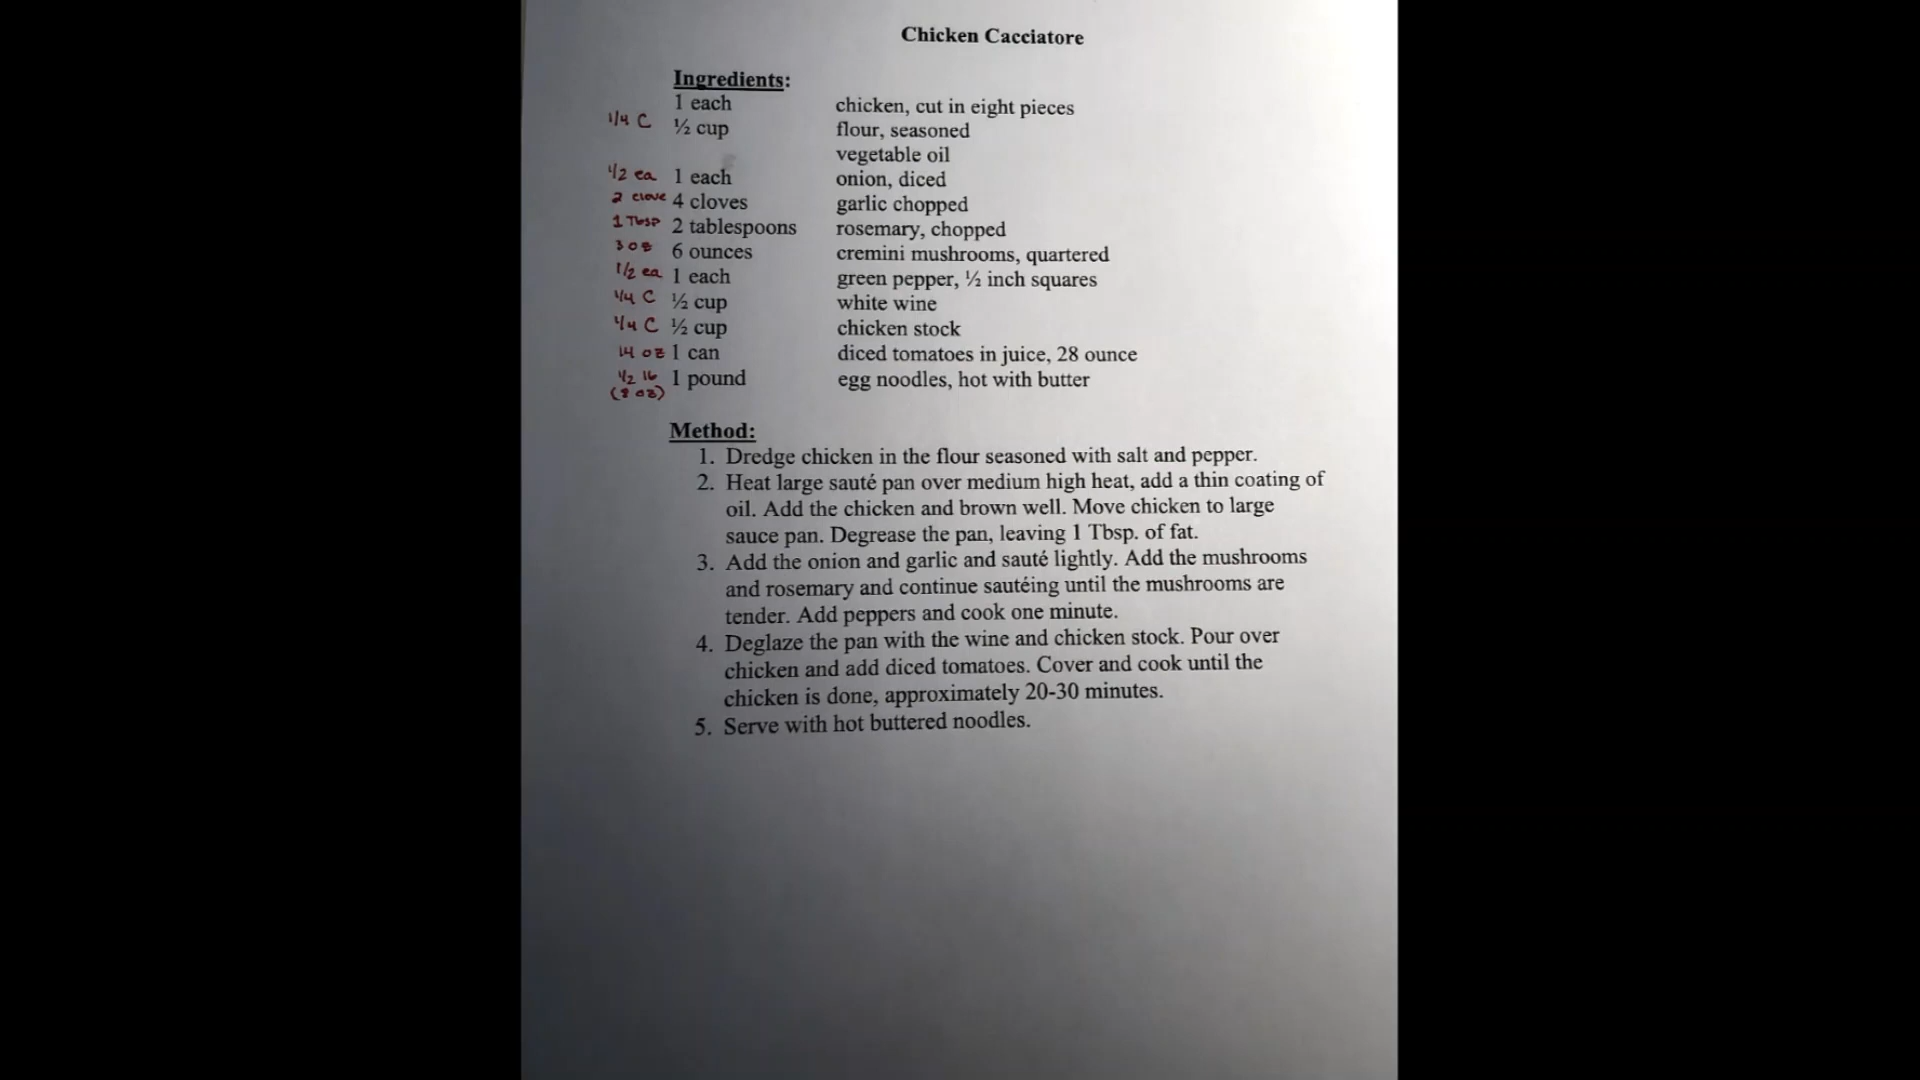 Chicken Cacciatore
Ingredients:
1 each chicken, cut in eight pieces
1/4 C ½ cup flour, seasoned
vegetable oil
1/2 ea 1 each onion, diced
2 clove 4 cloves garlic chopped
1 Tbsp 2 tablespoons rosemary, chopped
3 oz 6 ounces cremini mushrooms, quartered
1/2 ea 1 each green pepper, ½ inch squares
1/4 C ½ cup white wine
1/4 C ½ cup chicken stock
14 oz 1 can diced tomatoes in juice, 28 ounce
1/2 lb 1 pound egg noodles, hot with butter
(8 oz)
Method:
1. Dredge chicken in the flour seasoned with salt and pepper.
2. Heat large sauté pan over medium high heat, add a thin coating of
oil. Add the chicken and brown well. Move chicken to large
sauce pan. Degrease the pan, leaving 1 Tbsp. of fat.
3. Add the onion and garlic and sauté lightly. Add the mushrooms
and rosemary and continue sautéing until the mushrooms are
tender. Add peppers and cook one minute.
4. Deglaze the pan with the wine and chicken stock. Pour over
chicken and add diced tomatoes. Cover and cook until the
chicken is done, approximately 20-30 minutes.
5. Serve with hot buttered noodles.